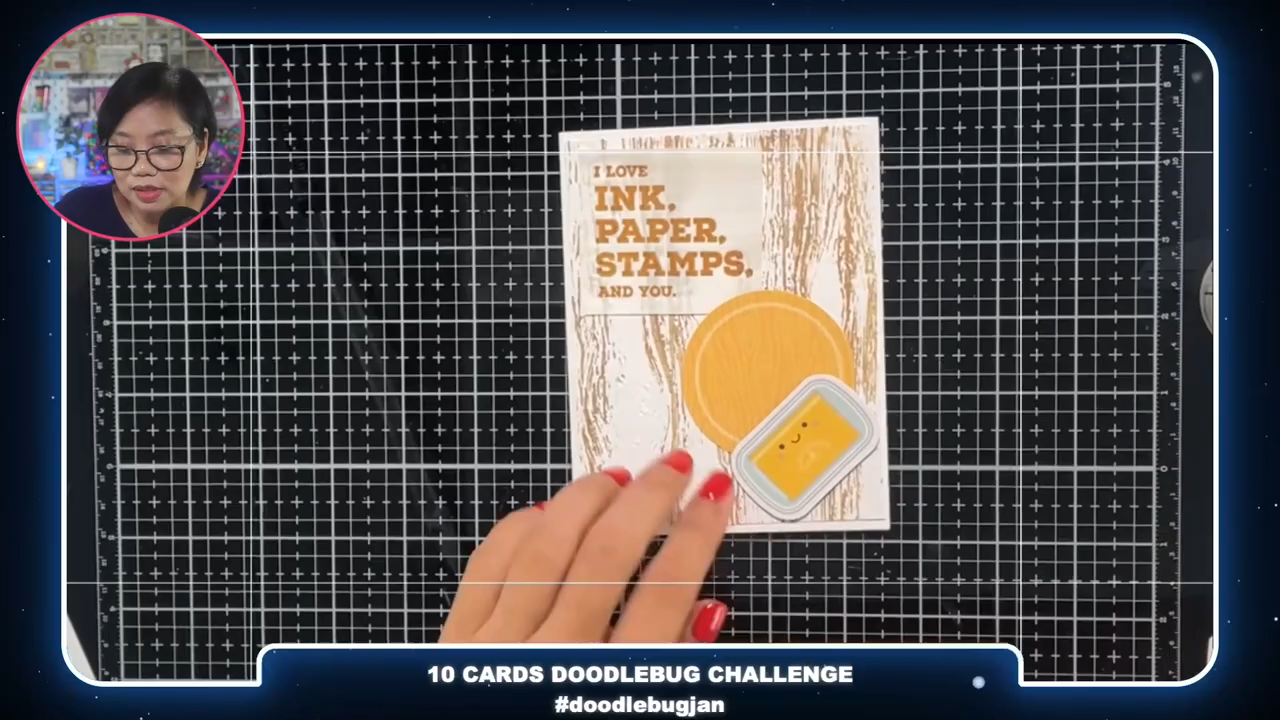 I LOVE
INK,
PAPER,
STAMPS,
AND YOU.
10 CARDS DOODLEBUG CHALLENGE
#doodlebugjan